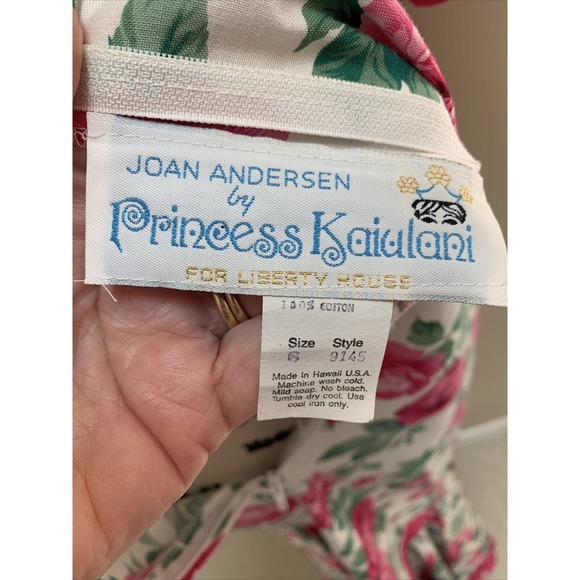 JOAN ANDERSEN
by
Princess Kaiulani
FOR LIBERTY HOUSE
100% COTTON
Size Style
6 9145
Made in Hawaii U.S.A.
Machine wash cold.
Mild soap. No bleach.
Tumble dry cool. Use
cool iron only.